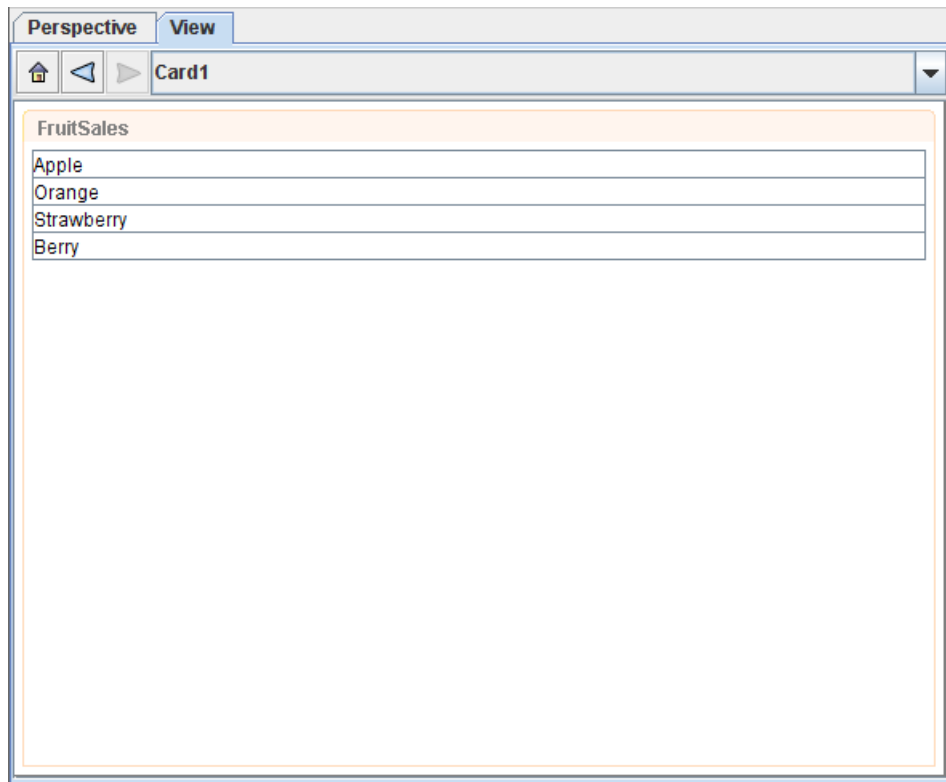 Perspective View
Card1
FruitSales
Apple
Orange
Strawberry
Berry